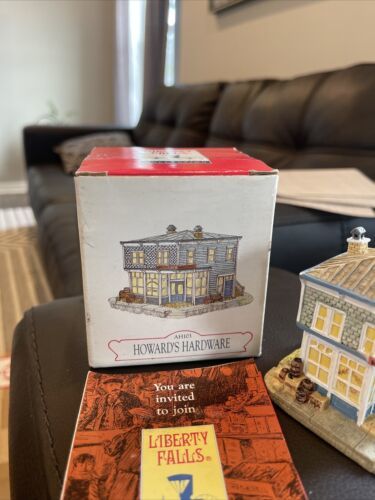 AH101
HOWARD'S HARDWARE
You are
invited
to join
LIBERTY
FALLS®